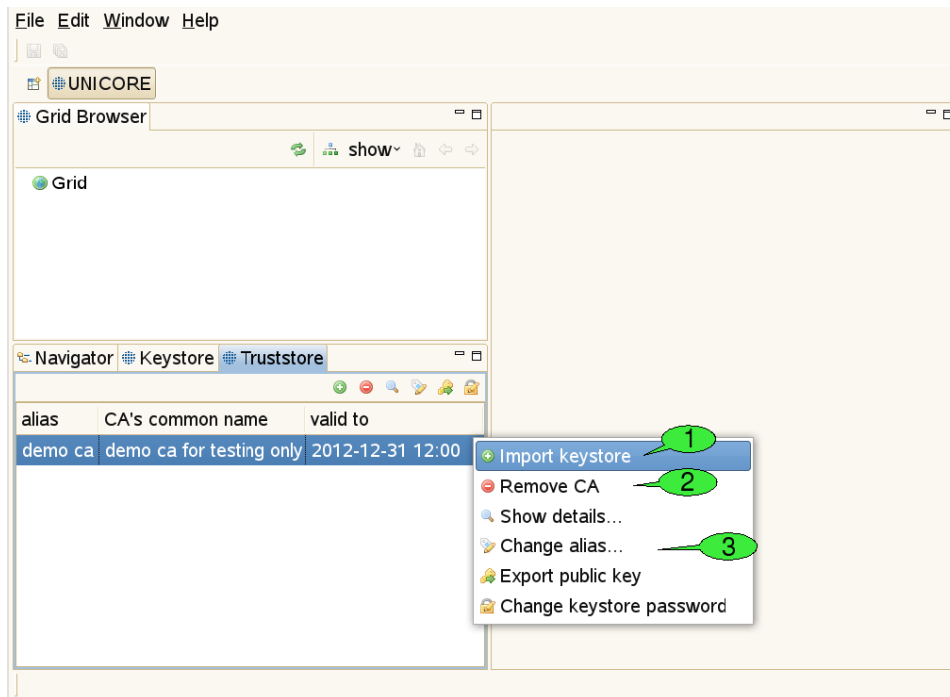 File Edit Window Help
UNICORE
Grid Browser
show
Grid
Navigator Keystore Truststore
alias CA's common name valid to
demo ca demo ca for testing only 2012-12-31 12:00
Import keystore 1
Remove CA 2
Show details...
Change alias... 3
Export public key
Change keystore password